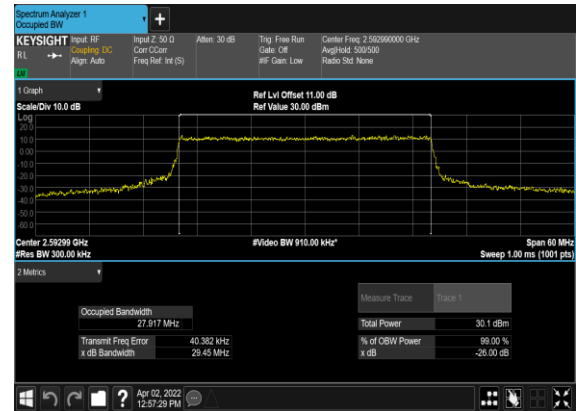 Spectrum Analyzer 1
Occupied BW
KEYSIGHT
Input: RF
Input Z: 50 Ω
Atten: 30 dB
Trig: Free Run
Center Freq: 2.592990000 GHz
RL
Coupling: DC
Corr CCorr
Gate: Off
Avg|Hold: 500/500
Align: Auto
Freq Ref: Int (S)
#IF Gain: Low
Radio Std: None
LXI
1 Graph
Ref Lvl Offset 11.00 dB
Scale/Div 10.0 dB
Ref Value 30.00 dBm
Log
20.0
10.0
0.00
-10.0
-20.0
-30.0
-40.0
-50.0
-60.0
Center 2.59299 GHz
#Video BW 910.00 kHz*
Span 60 MHz
#Res BW 300.00 kHz
Sweep 1.00 ms (1001 pts)
2 Metrics
Measure Trace
Trace 1
Occupied Bandwidth
27.917 MHz
Total Power
30.1 dBm
Transmit Freq Error
40.382 kHz
% of OBW Power
99.00 %
x dB Bandwidth
29.45 MHz
x dB
-26.00 dB
?
Apr 02, 2022
12:57:29 PM